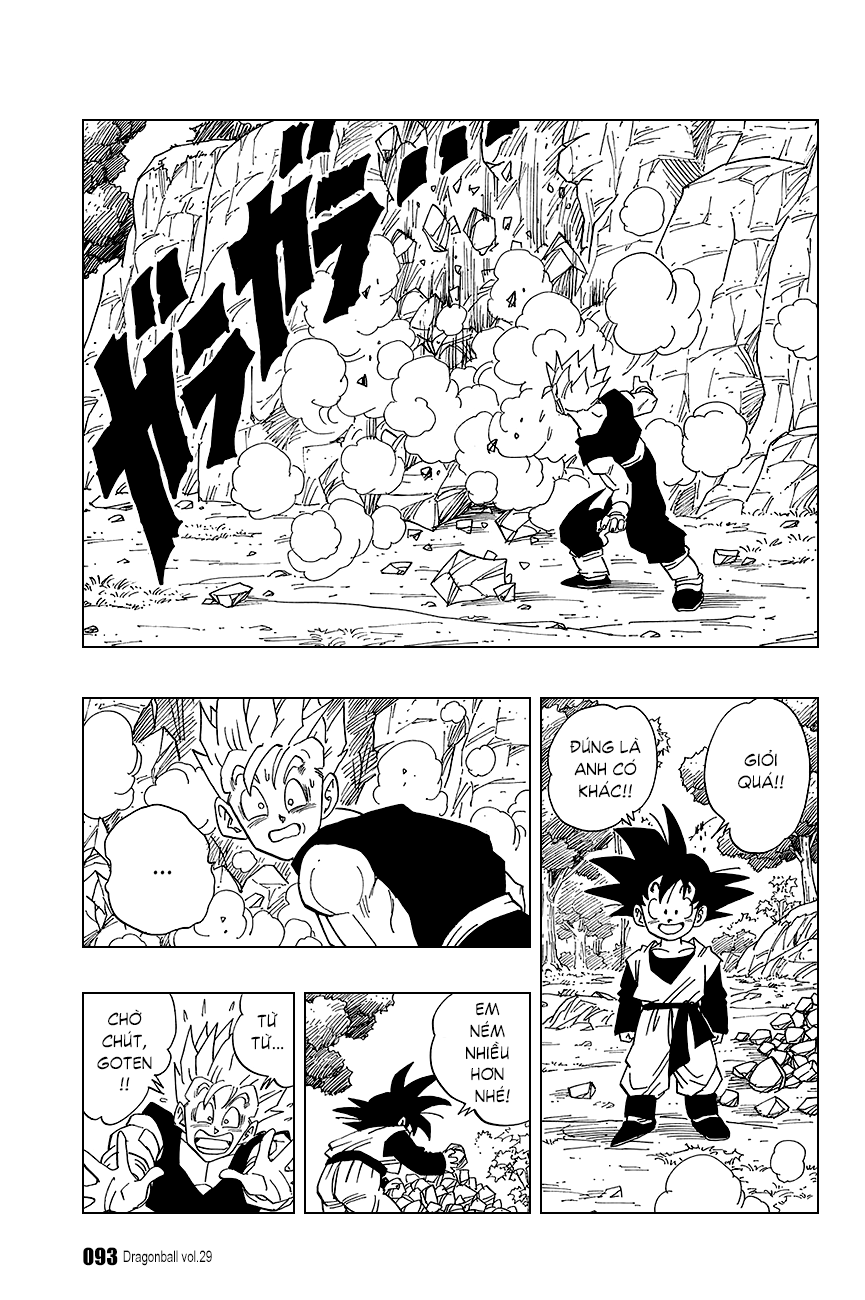 ガラガラ...
GIỎI
QUÁ!!
ĐÚNG LÀ
ANH CÓ
KHÁC!!
...
EM
NÉM
NHIỀU
HƠN
NHÉ!
TỪ
TỪ...
CHỜ
CHÚT,
GOTEN
!!
093 Dragonball vol.29